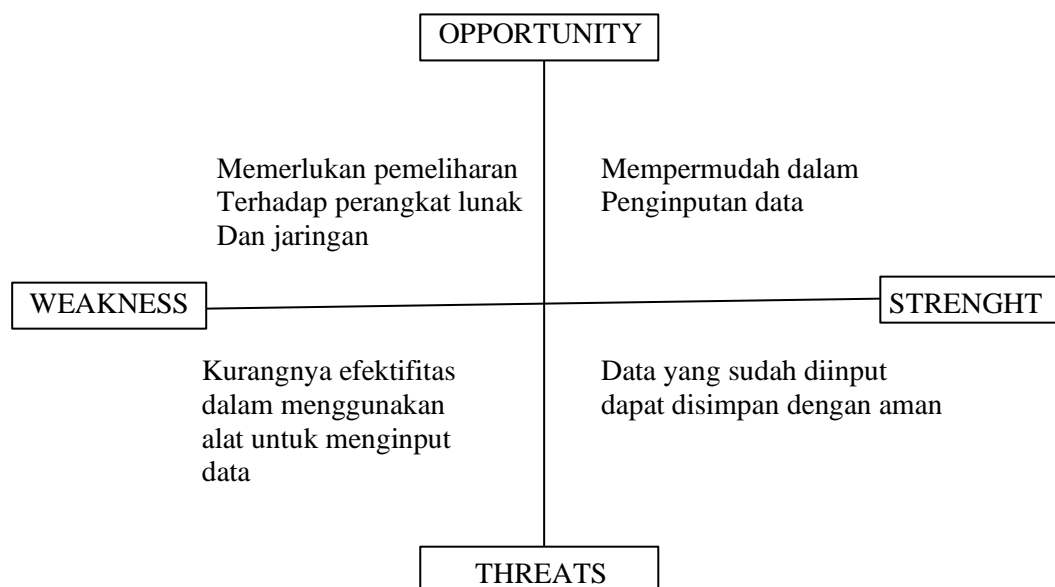 OPPORTUNITY
Memerlukan pemeliharan
Terhadap perangkat lunak
Dan jaringan
Mempermudah dalam
Penginputan data
WEAKNESS
STRENGHT
Kurangnya efektifitas
dalam menggunakan
alat untuk menginput
data
Data yang sudah diinput
dapat disimpan dengan aman
THREATS